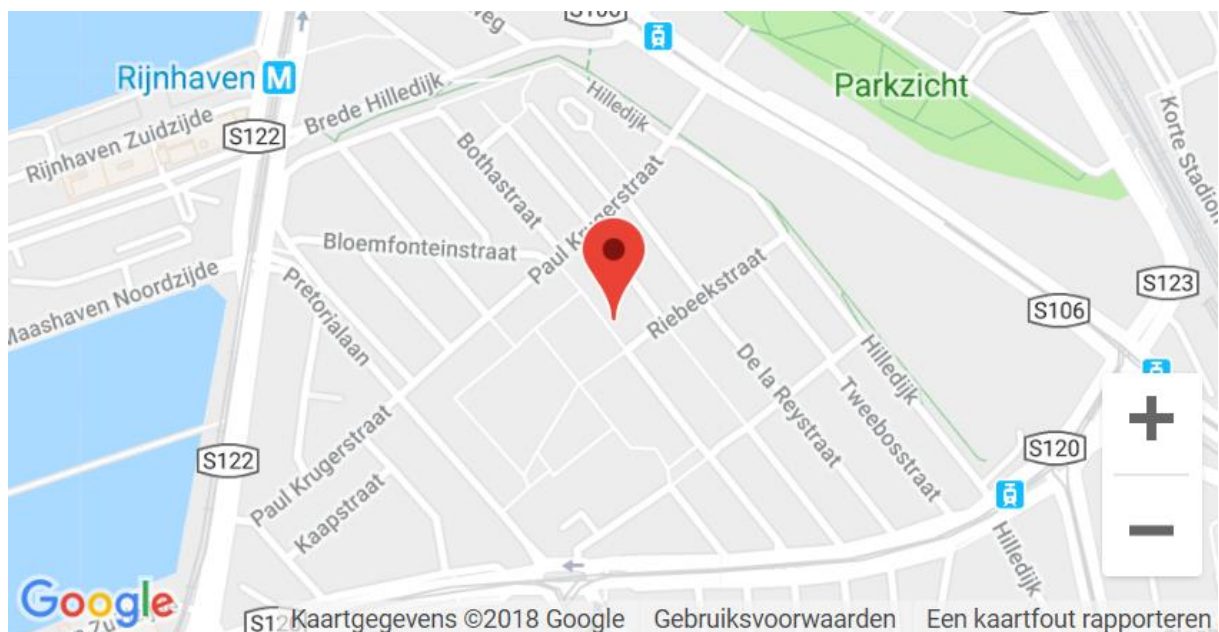 S106
weg
Rijnhaven M
Parkzicht
Brede Hilledijk
Hilledijk
Korte Stadion
Rijnhaven Zuidzijde
S122
Bothastraat
Paul Krugerstraat
Bloemfonteinstraat
Maashaven Noordzijde
Pretorialaan
Riebeekstraat
S123
S106
De la Reystraat
Hilledijk
Tweebosstraat
S122
S120
Paul Krugerstraat
Kaapstraat
Hilledijk
Google
Kaartgegevens ©2018 Google Gebruiksvoorwaarden Een kaartfout rapporteren